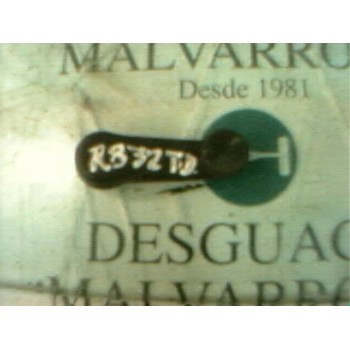 MALVARRO
Desde 1981
R832TD
DESGUAC
MALVARRO